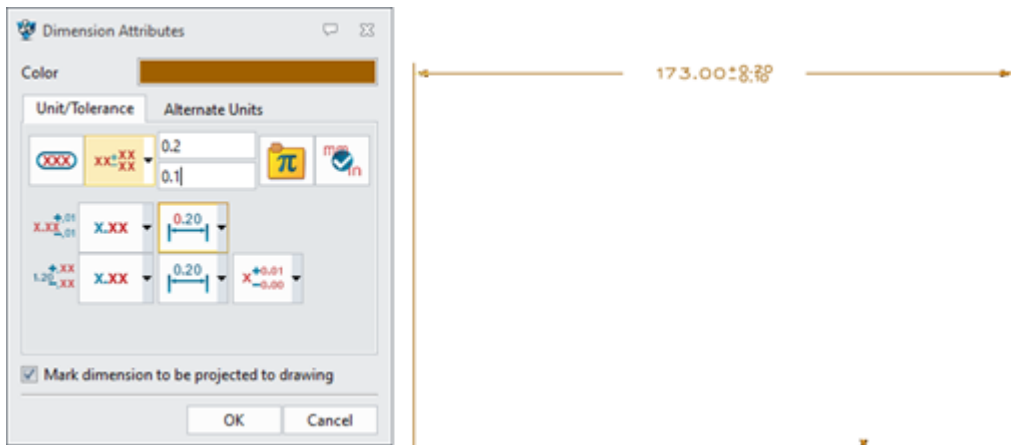 Dimension Attributes
Color
Unit/Tolerance
Alternate Units
XXX
XX±XX XX
0.2
0.1
π
mm
in
X.XX +.01 -.01
X.XX
0.20
1.20 +.XX -.XX
X.XX
0.20
X +0.01 -0.00
Mark dimension to be projected to drawing
OK
Cancel
173.00 +0.20 -0.10